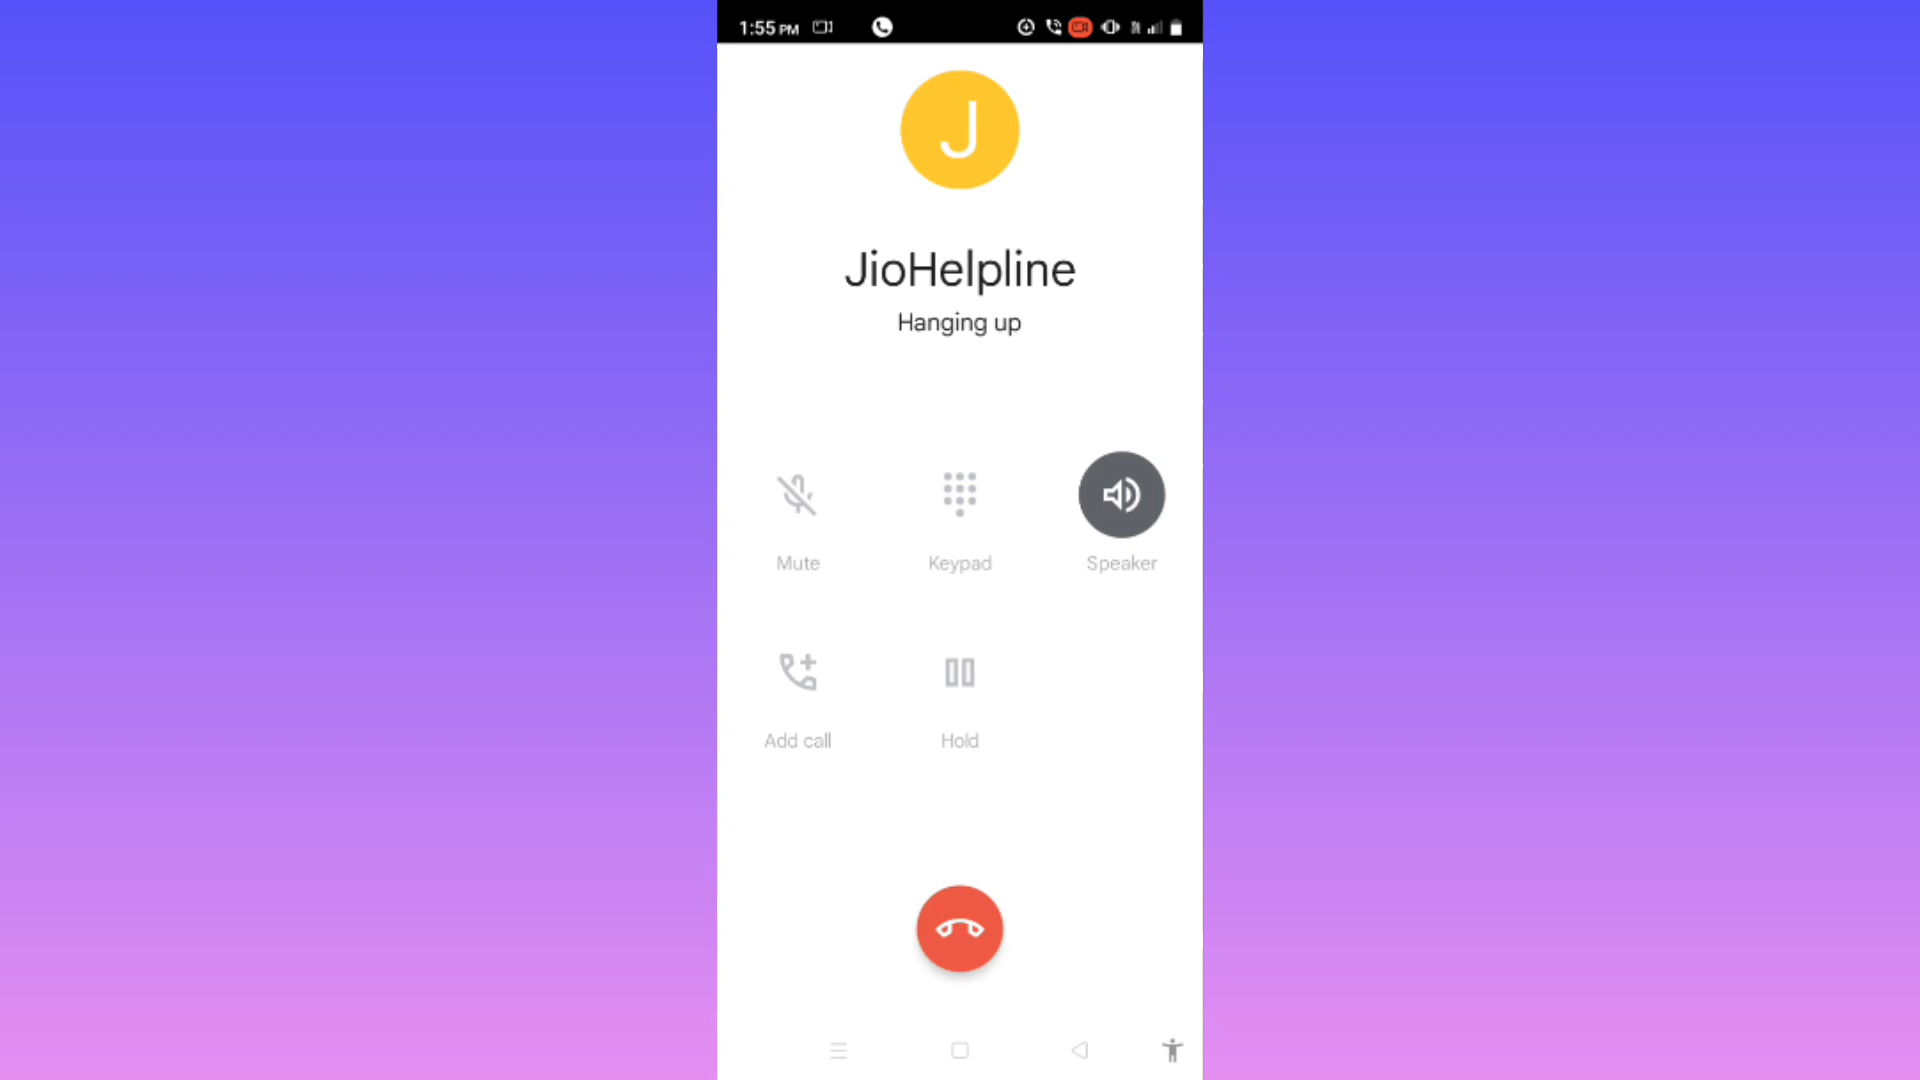 1:55 PM
J
JioHelpline
Hanging up
Mute
Keypad
Speaker
Add call
Hold